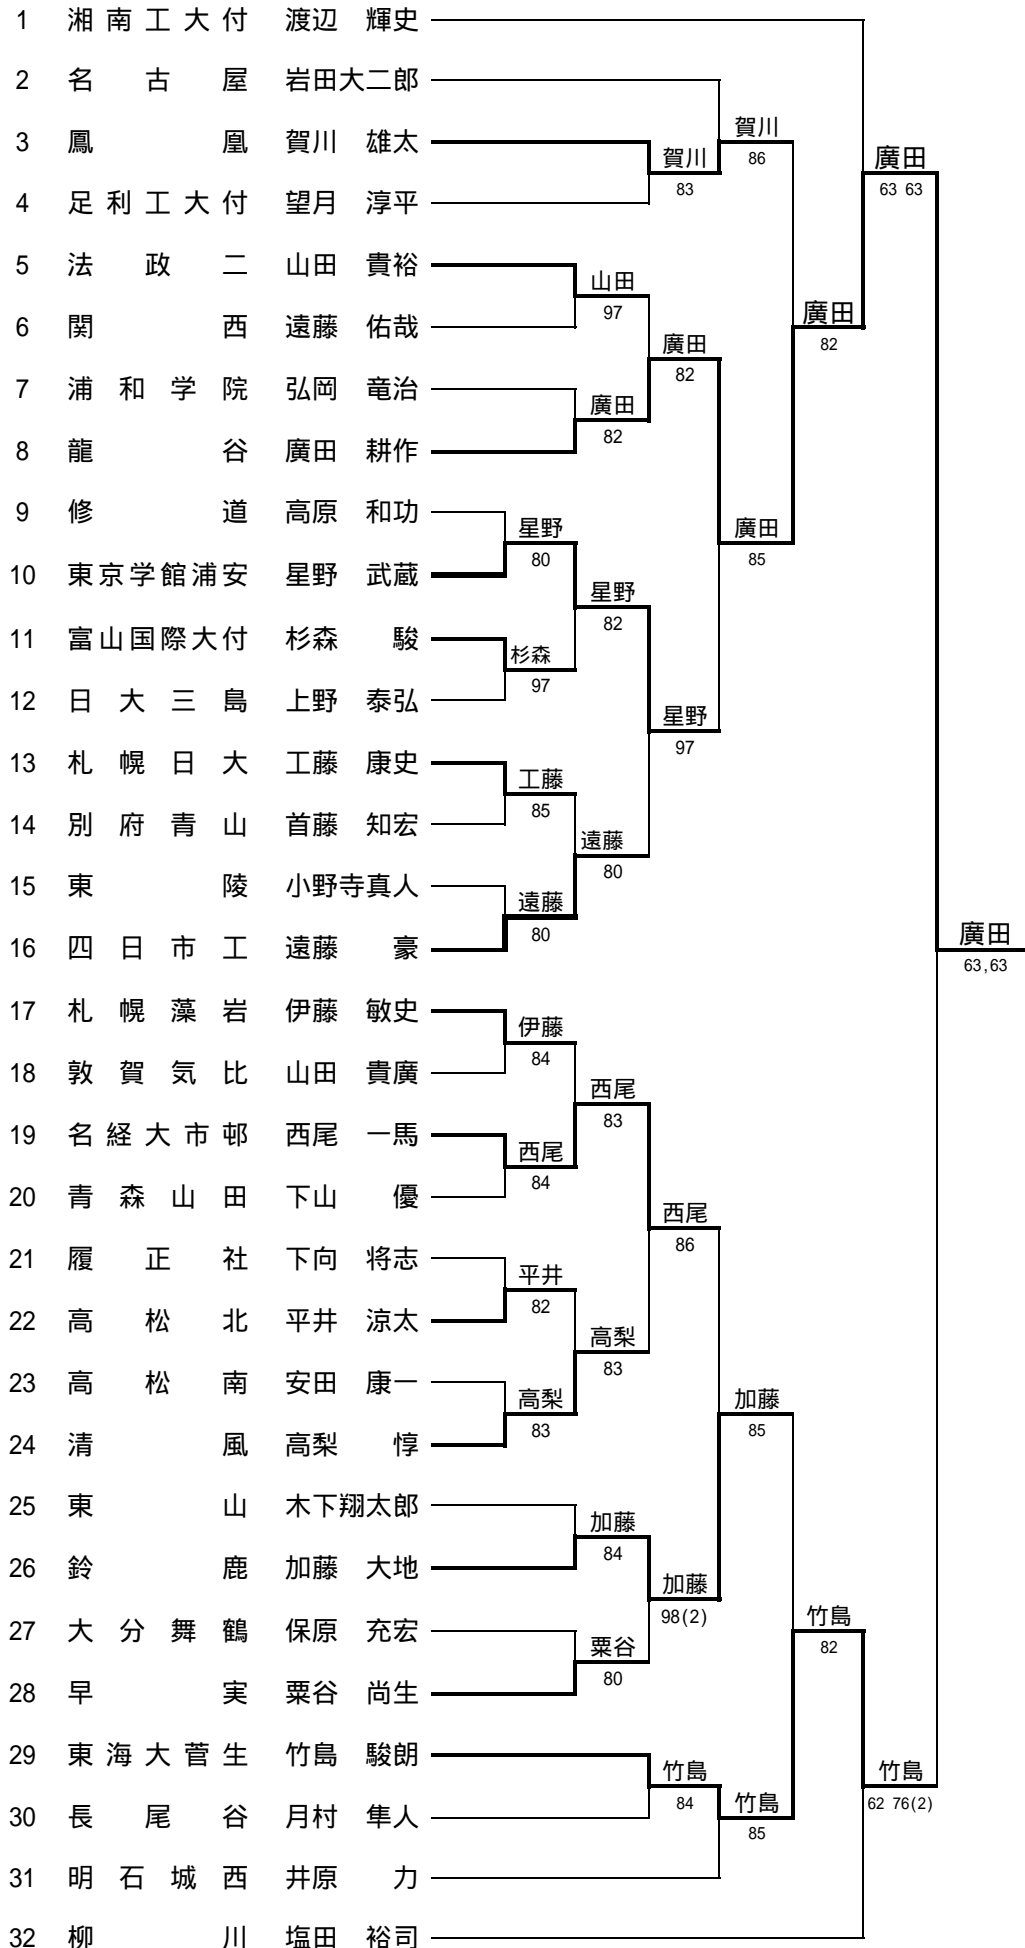 1 湘南工大付 渡辺 輝史
2 名古屋 岩田大二郎
3 鳳凰 賀川 雄太
4 足利工大付 望月 淳平
5 法政二 山田 貴裕
6 関西 遠藤 佑哉
7 浦和学院 弘岡 竜治
8 龍谷 廣田 耕作
9 修道 高原 和功
10 東京学館浦安 星野 武蔵
11 富山国際大付 杉森 駿
12 日大三島 上野 泰弘
13 札幌日大 工藤 康史
14 別府青山 首藤 知宏
15 東陵 小野寺真人
16 四日市工 遠藤 豪
17 札幌藻岩 伊藤 敏史
18 敦賀気比 山田 貴廣
19 名経大市邨 西尾 一馬
20 青森山田 下山 優
21 履正社 下向 将志
22 高松北 平井 涼太
23 高松南 安田 康一
24 清風 高梨 惇
25 東山 木下翔太郎
26 鈴鹿 加藤 大地
27 大分舞鶴 保原 充宏
28 早実 粟谷 尚生
29 東海大菅生 竹島 駿朗
30 長尾谷 月村 隼人
31 明石城西 井原 力
32 柳川 塩田 裕司
星野
80
杉森
97
工藤
85
遠藤
80
伊藤
84
西尾
84
平井
82
高梨
83
山田
97
廣田
82
星野
82
遠藤
80
西尾
83
高梨
83
加藤
84
粟谷
80
賀川
83
廣田
82
星野
97
西尾
86
加藤
98(2)
竹島
84
賀川
86
廣田
85
加藤
85
竹島
85
廣田
82
竹島
82
廣田
63 63
竹島
62 76(2)
廣田
63,63